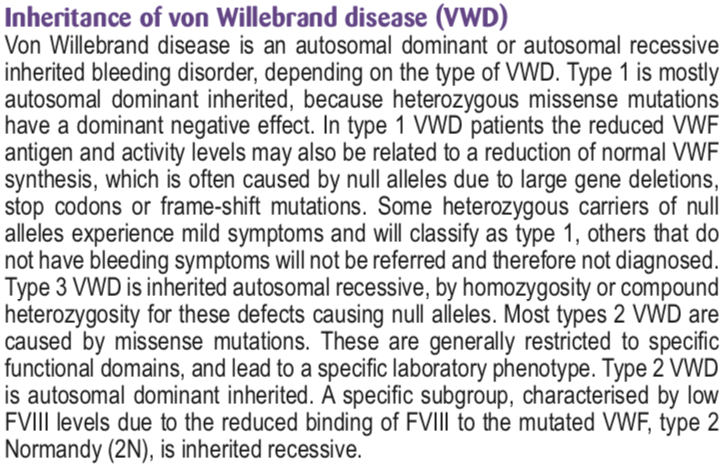 Inheritance of von Willebrand disease (VWD)
Von Willebrand disease is an autosomal dominant or autosomal recessive
inherited bleeding disorder, depending on the type of VWD. Type 1 is mostly
autosomal dominant inherited, because heterozygous missense mutations
have a dominant negative effect. In type 1 VWD patients the reduced VWF
antigen and activity levels may also be related to a reduction of normal VWF
synthesis, which is often caused by null alleles due to large gene deletions,
stop codons or frame-shift mutations. Some heterozygous carriers of null
alleles experience mild symptoms and will classify as type 1, others that do
not have bleeding symptoms will not be referred and therefore not diagnosed.
Type 3 VWD is inherited autosomal recessive, by homozygosity or compound
heterozygosity for these defects causing null alleles. Most types 2 VWD are
caused by missense mutations. These are generally restricted to specific
functional domains, and lead to a specific laboratory phenotype. Type 2 VWD
is autosomal dominant inherited. A specific subgroup, characterised by low
FVIII levels due to the reduced binding of FVIII to the mutated VWF, type 2
Normandy (2N), is inherited recessive.